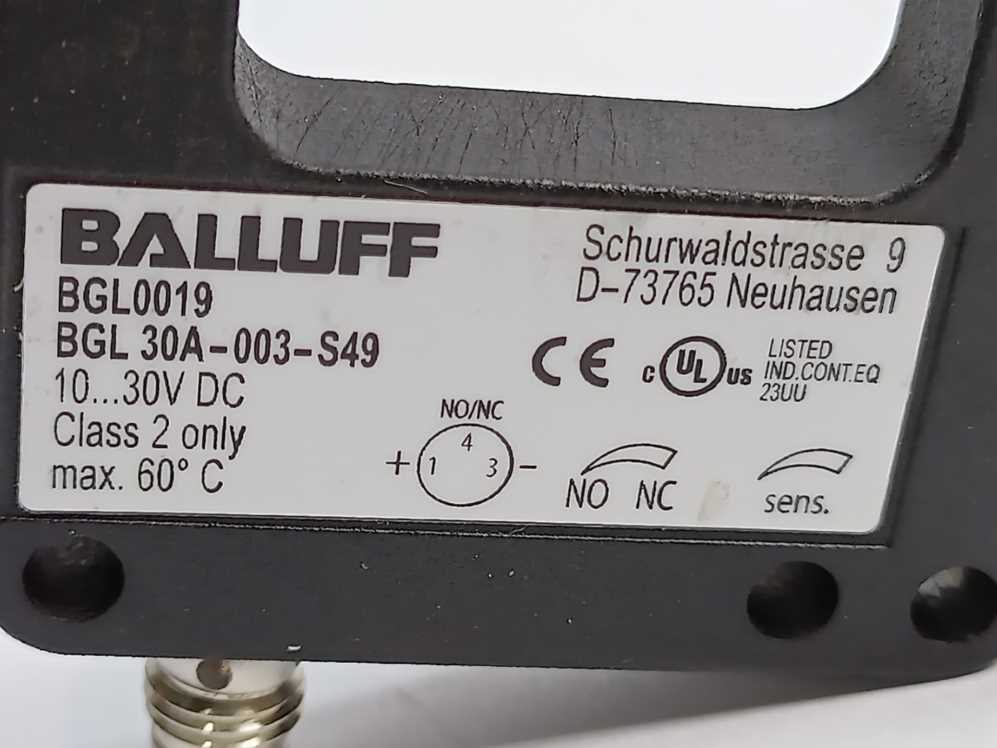 BALLUFF
BGL0019
BGL 30A-003-S49
10...30V DC
Class 2 only
max. 60° C
Schurwaldstrasse 9
D-73765 Neuhausen
CE
C UL US
LISTED
IND.CONT.EQ
23UU
NO/NC
4
+ 1 3 -
NO NC
sens.